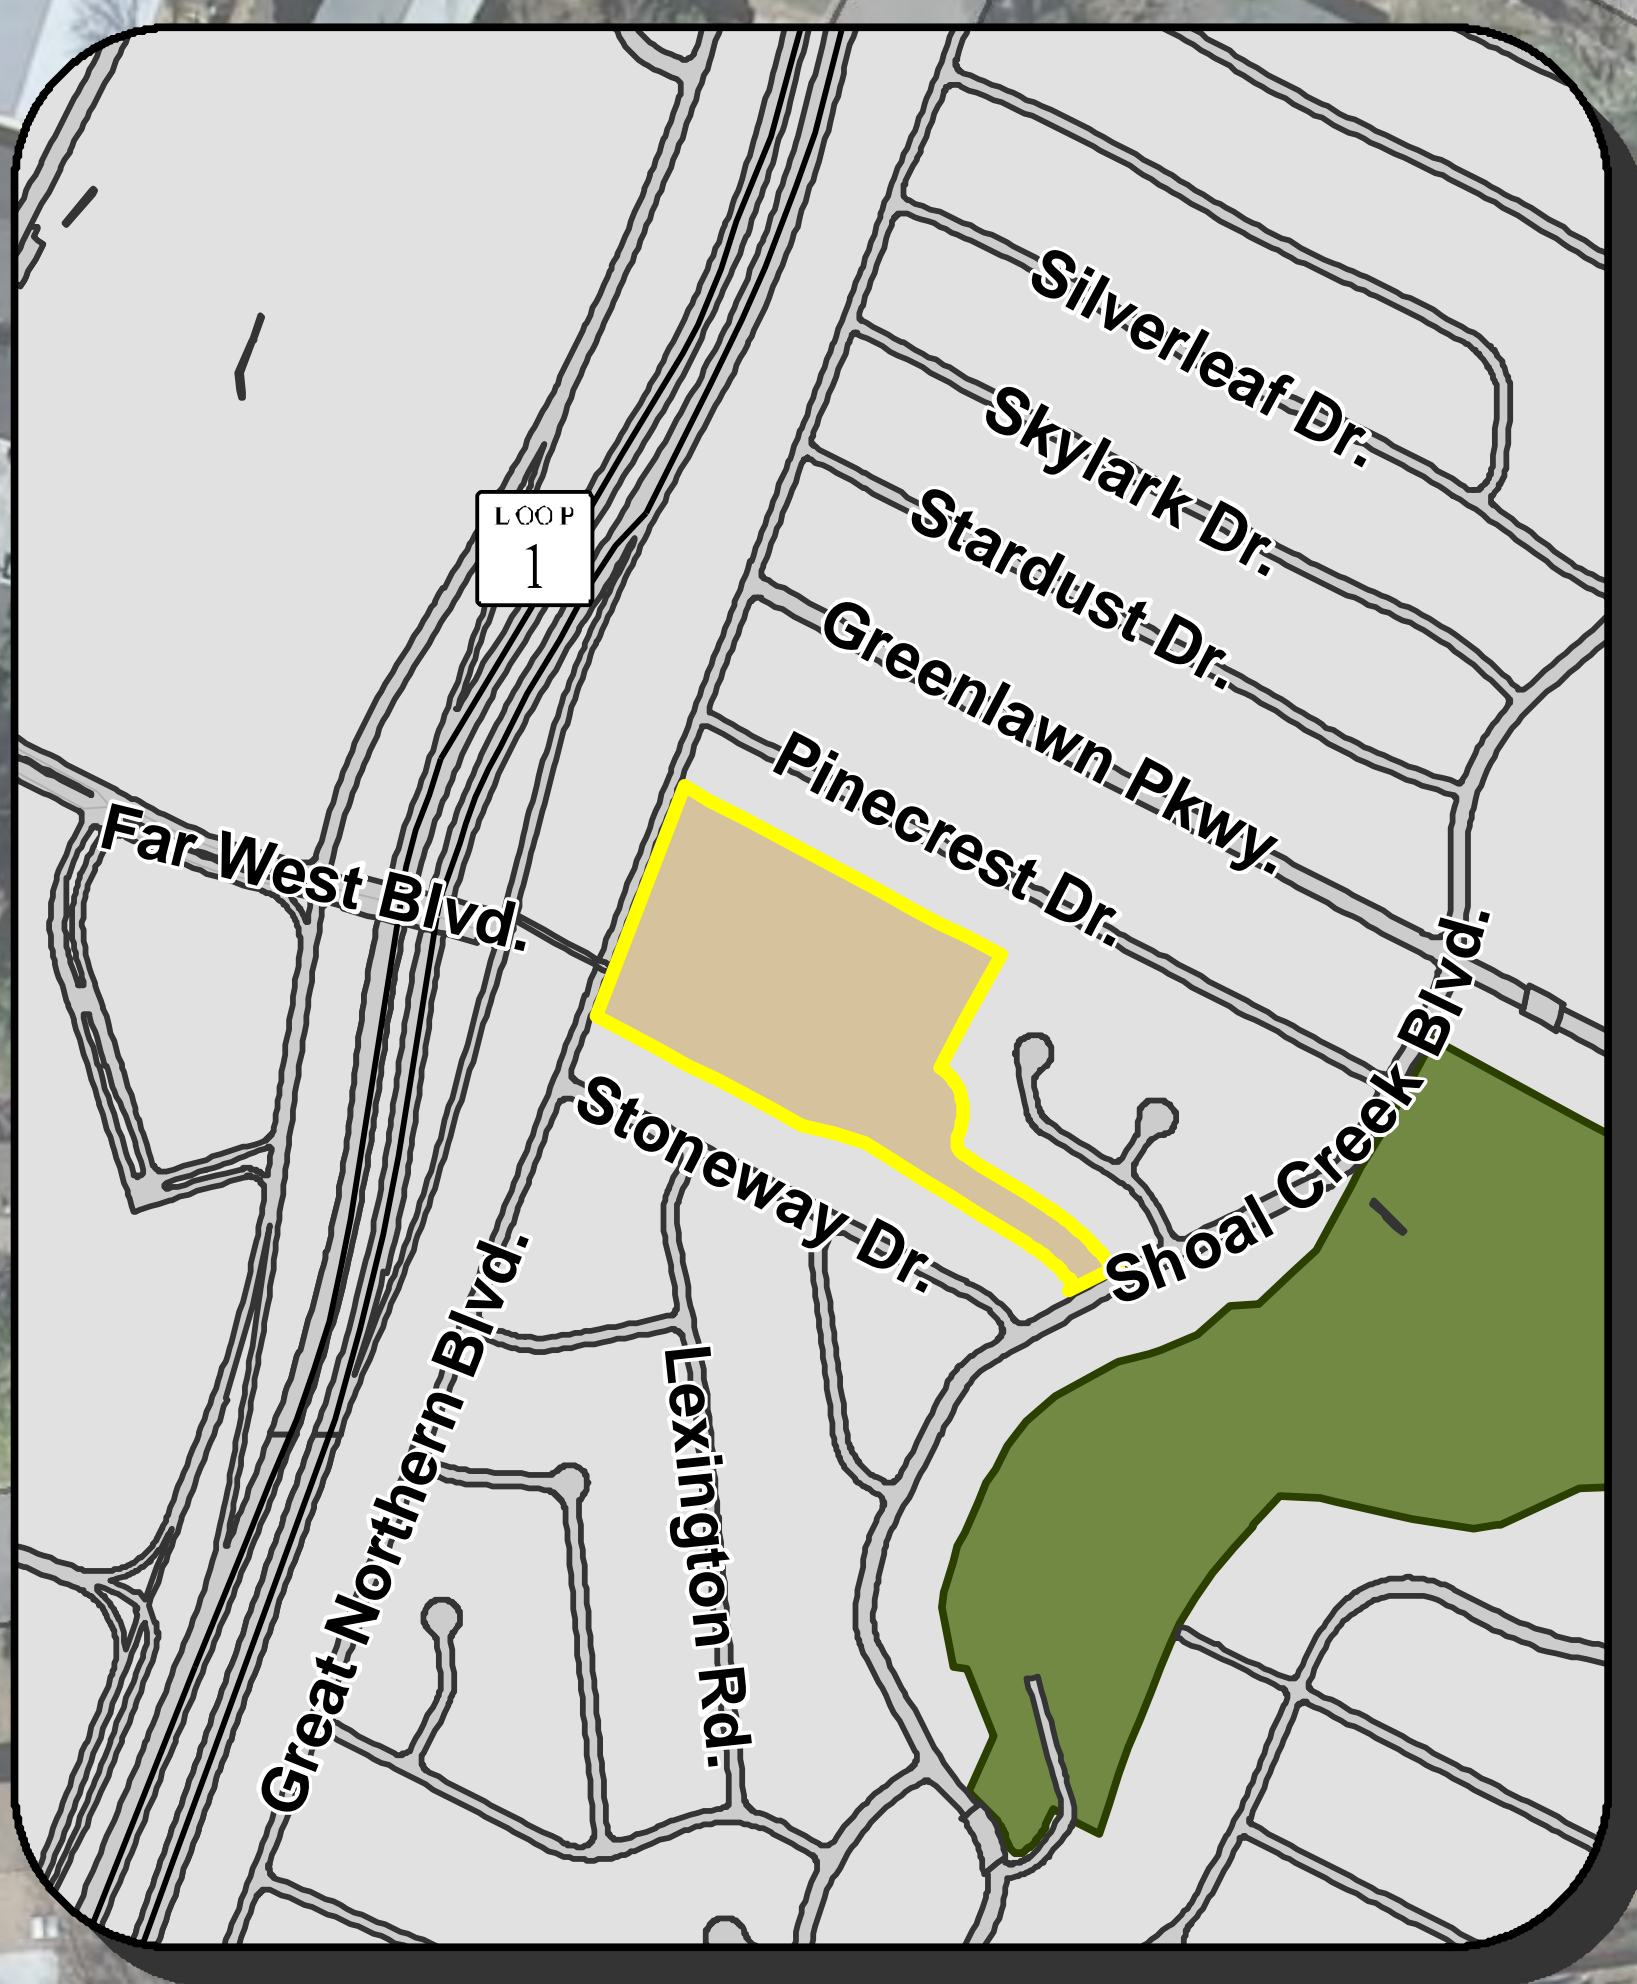 Silverleaf Dr.
Skylark Dr.
Stardust Dr.
LOOP
1
Greenlawn Pkwy.
Pinecrest Dr.
Far West Blvd.
Shoal Creek Blvd.
Stoneway Dr.
Great Northern Blvd.
Lexington Rd.